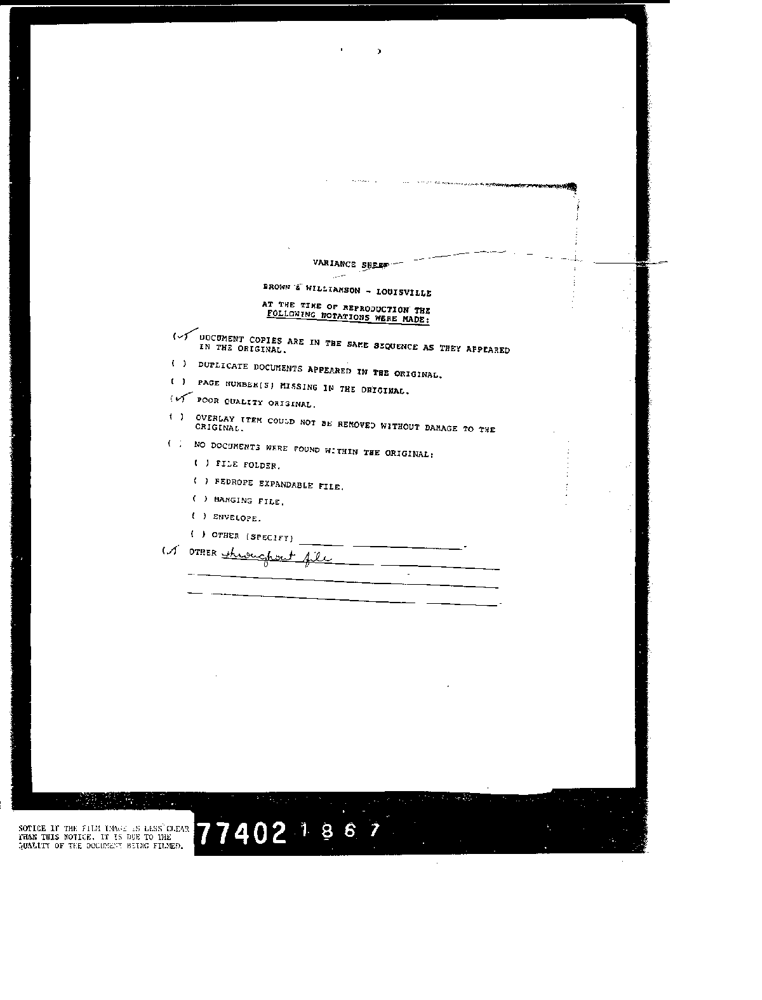 VARIANCE SHEET
BROWN & WILLIAMSON - LOUISVILLE
AT THE TIME OF REPRODUCTION THE
FOLLOWING NOTATIONS WERE MADE:
(✓) DOCUMENT COPIES ARE IN THE SAME SEQUENCE AS THEY APPEARED
IN THE ORIGINAL.
( ) DUPLICATE DOCUMENTS APPEARED IN THE ORIGINAL.
( ) PAGE NUMBER(S) MISSING IN THE ORIGINAL.
(✓) POOR QUALITY ORIGINAL.
( ) OVERLAY ITEM COULD NOT BE REMOVED WITHOUT DAMAGE TO THE
ORIGINAL.
( ) NO DOCUMENTS WERE FOUND WITHIN THE ORIGINAL:
( ) FILE FOLDER.
( ) REDROPE EXPANDABLE FILE.
( ) HANGING FILE.
( ) ENVELOPE.
( ) OTHER (SPECIFY)
(✓) OTHER throughout file
NOTICE IF THE FILM IMAGE IS LESS CLEAR
THAN THIS NOTICE, IT IS DUE TO THE
QUALITY OF THE DOCUMENT BEING FILMED.
77402 1867